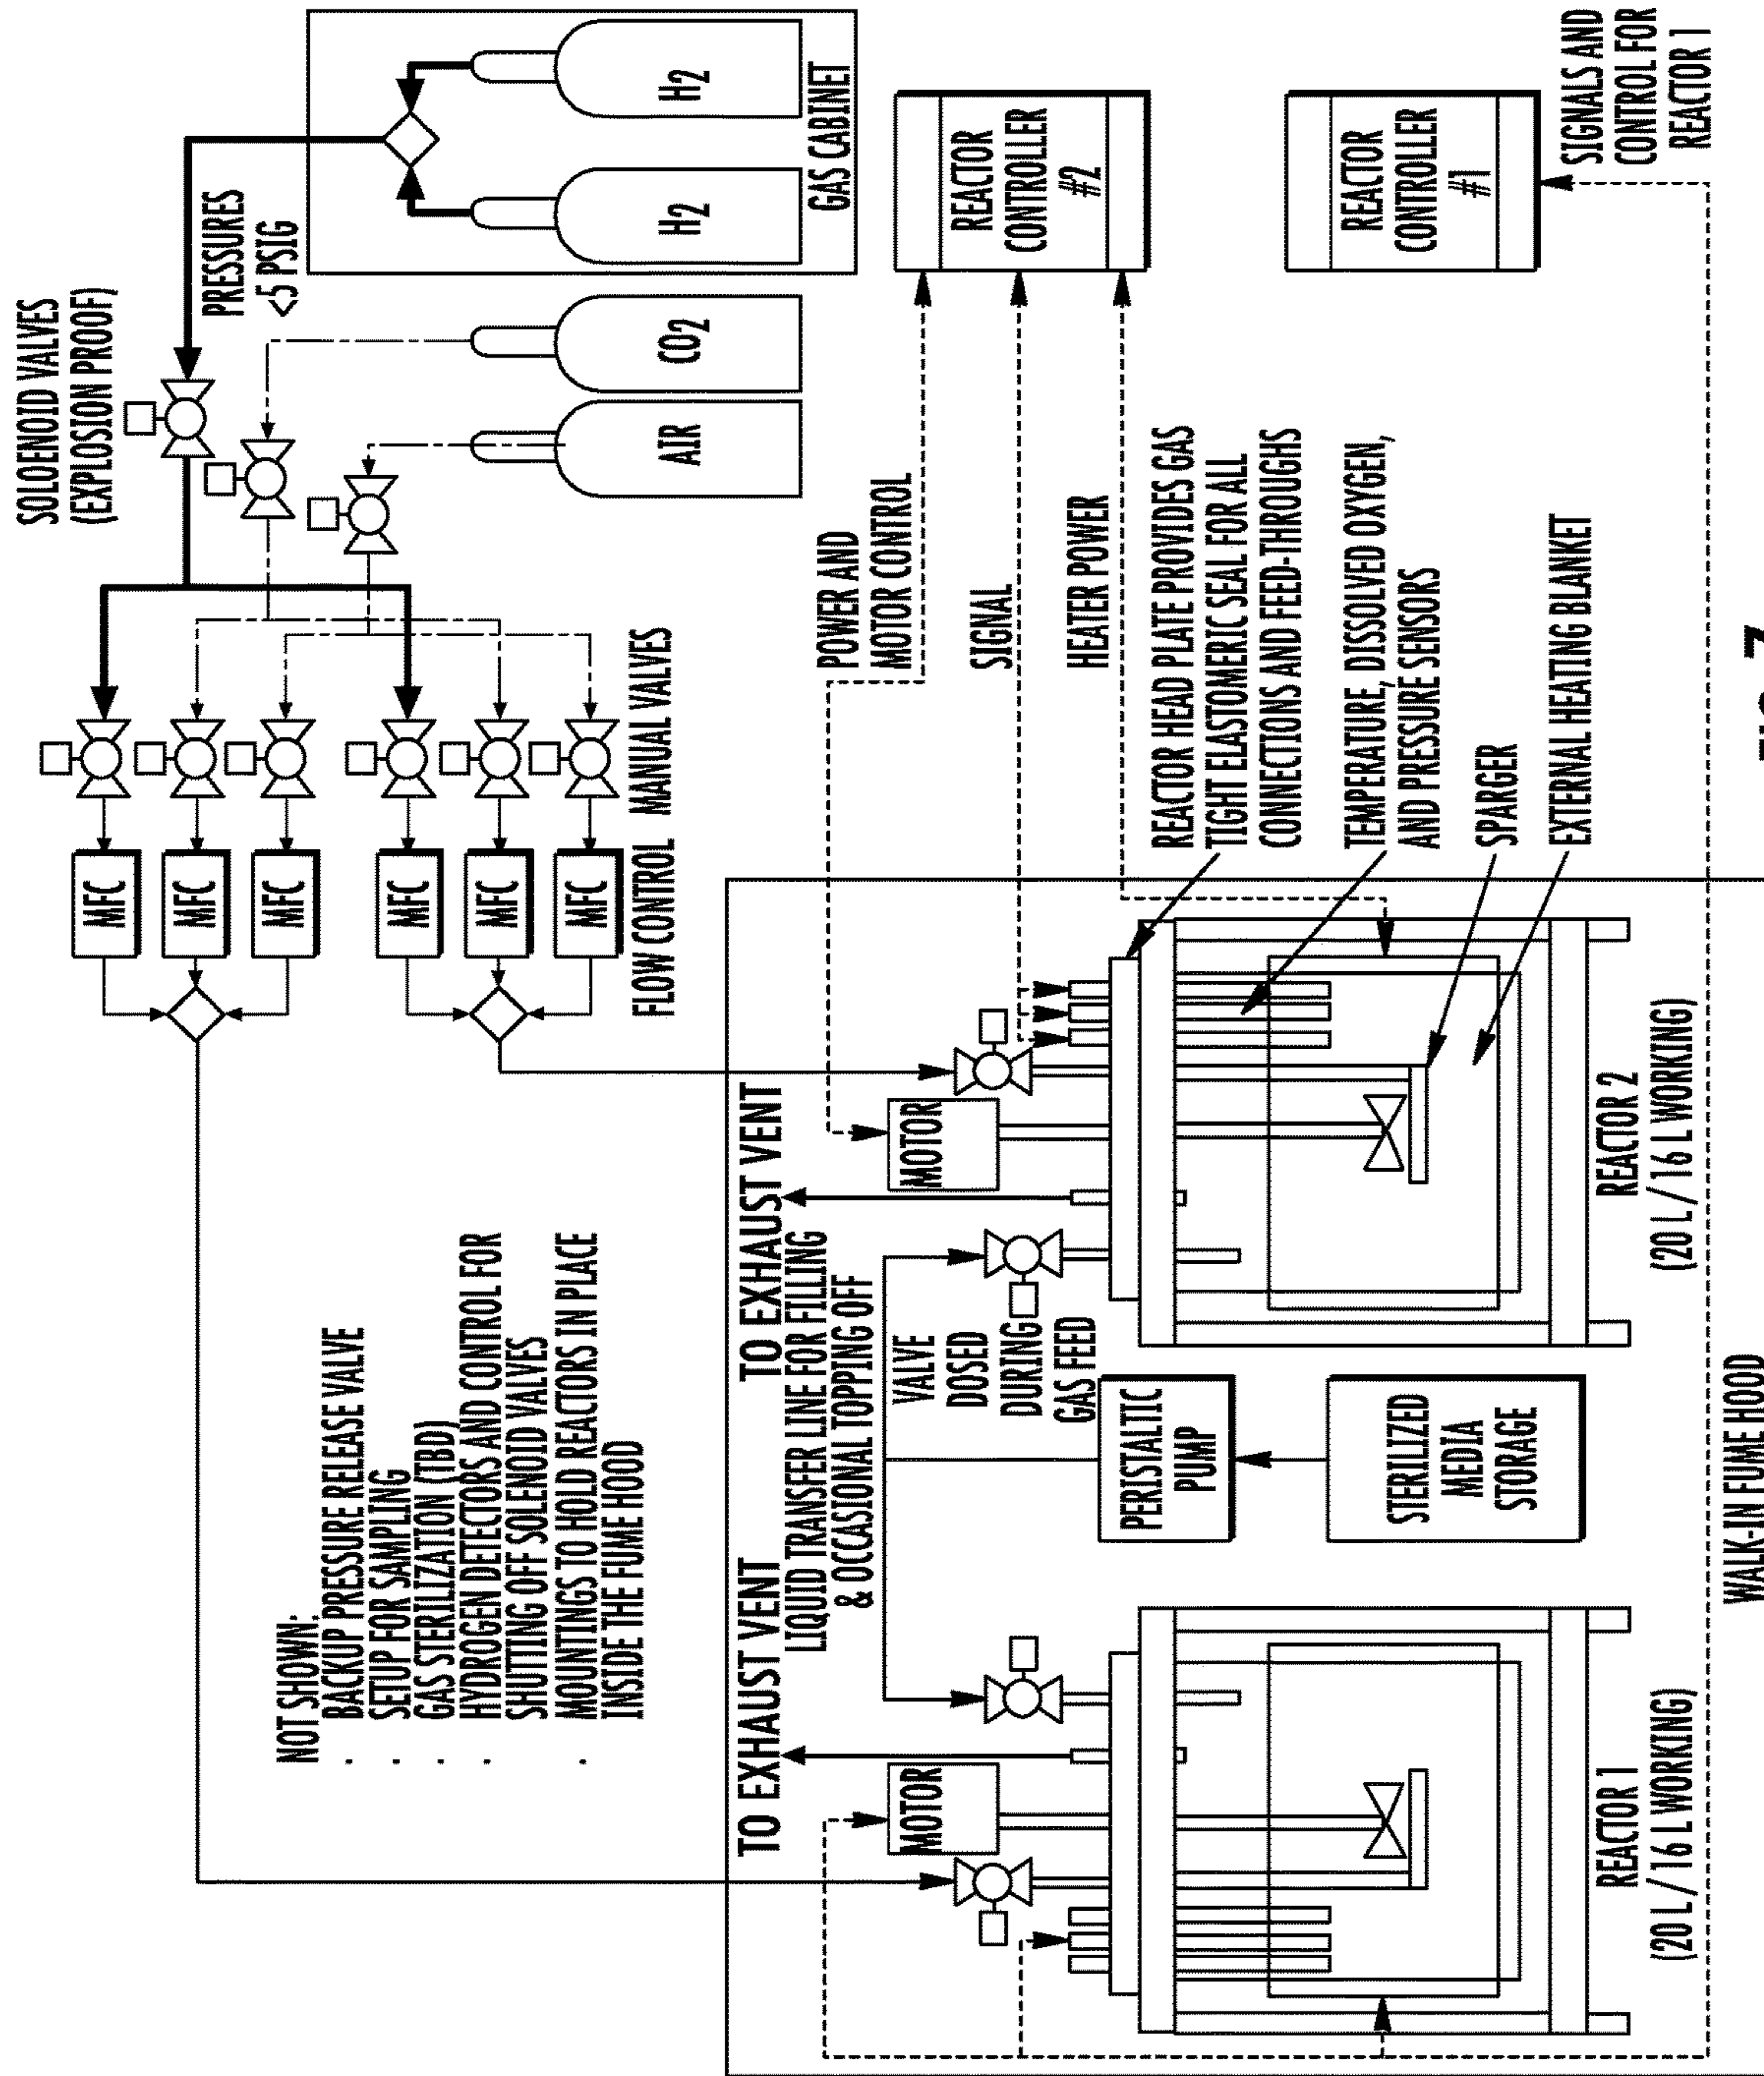 SOLOENOID VALVES
(EXPLOSION PROOF)
PRESSURES
<5 PSIG
MFC
MFC
MFC
MFC
MFC
MFC
FLOW CONTROL
MANUAL VALVES
AIR
CO2
H2
H2
GAS CABINET
NOT SHOWN:
. BACKUP PRESSURE RELEASE VALVE
. SETUP FOR SAMPLING
. GAS STERILIZATION (TBD)
. HYDROGEN DETECTORS AND CONTROL FOR
SHUTTING OFF SOLENOID VALVES
. MOUNTINGS TO HOLD REACTORS IN PLACE
INSIDE THE FUME HOOD
TO EXHAUST VENT
TO EXHAUST VENT
LIQUID TRANSFER LINE FOR FILLING
& OCCASIONAL TOPPING OFF
MOTOR
VALVE
DOSED
DURING
GAS FEED
MOTOR
POWER AND
MOTOR CONTROL
SIGNAL
HEATER POWER
REACTOR
CONTROLLER
#2
PERISTALTIC
PUMP
STERILIZED
MEDIA
STORAGE
REACTOR HEAD PLATE PROVIDES GAS
TIGHT ELASTOMERIC SEAL FOR ALL
CONNECTIONS AND FEED-THROUGHS
TEMPERATURE, DISSOLVED OXYGEN,
AND PRESSURE SENSORS
SPARGER
EXTERNAL HEATING BLANKET
REACTOR
CONTROLLER
#1
SIGNALS AND
CONTROL FOR
REACTOR 1
REACTOR 1
(20 L / 16 L WORKING)
REACTOR 2
(20 L / 16 L WORKING)
WALK-IN FUME HOOD